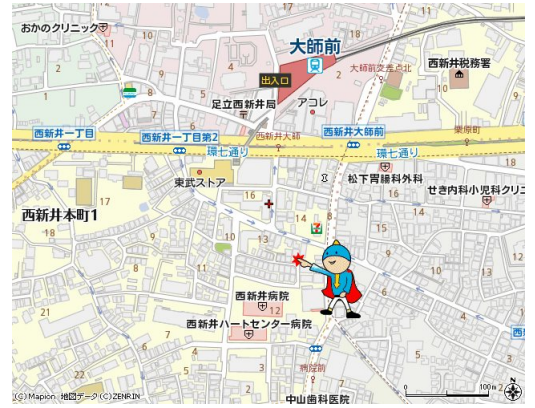 おかのクリニック
大師前
出入口
大師前交差点北
西新井税務署
足立西新井局
アコレ
栗原町
西新井一丁目
西新井一丁目第2
西新井大師
西新井大師前
環七通り
環七通り
東武ストア
松下胃腸科外科
せき内科小児科クリニ
西新井本町1
西新井病院
西新井ハートセンター病院
病院前
中山歯科医院
100m
(C) Mapion 地図データ(C)ZENRIN